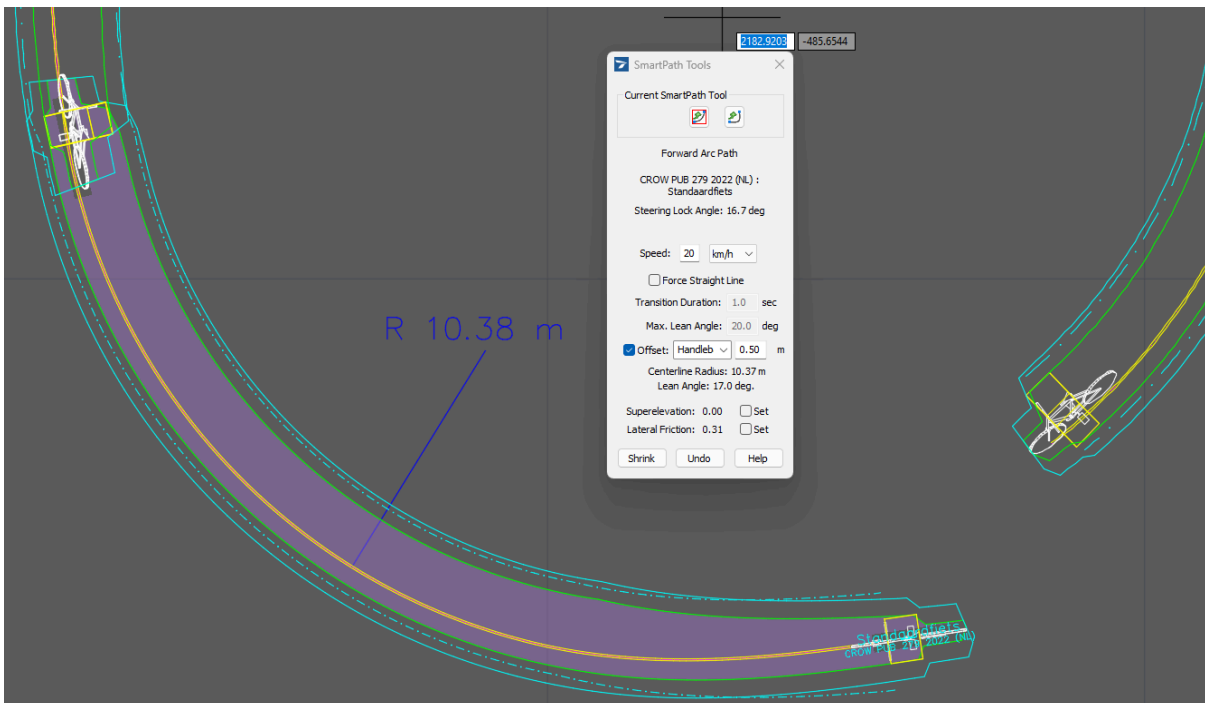 2182.9203 -485.6544
SmartPath Tools
Current SmartPath Tool
Forward Arc Path
CROW PUB 279 2022 (NL) :
Standaardfiets
Steering Lock Angle: 16.7 deg
Speed: 20 km/h
Force Straight Line
Transition Duration: 1.0 sec
Max. Lean Angle: 20.0 deg
Offset: Handleb 0.50 m
Centerline Radius: 10.37 m
Lean Angle: 17.0 deg.
Superelevation: 0.00 Set
Lateral Friction: 0.31 Set
Shrink Undo Help
R 10.38 m
Standaardfiets
CROW PUB 279 2022 (NL)